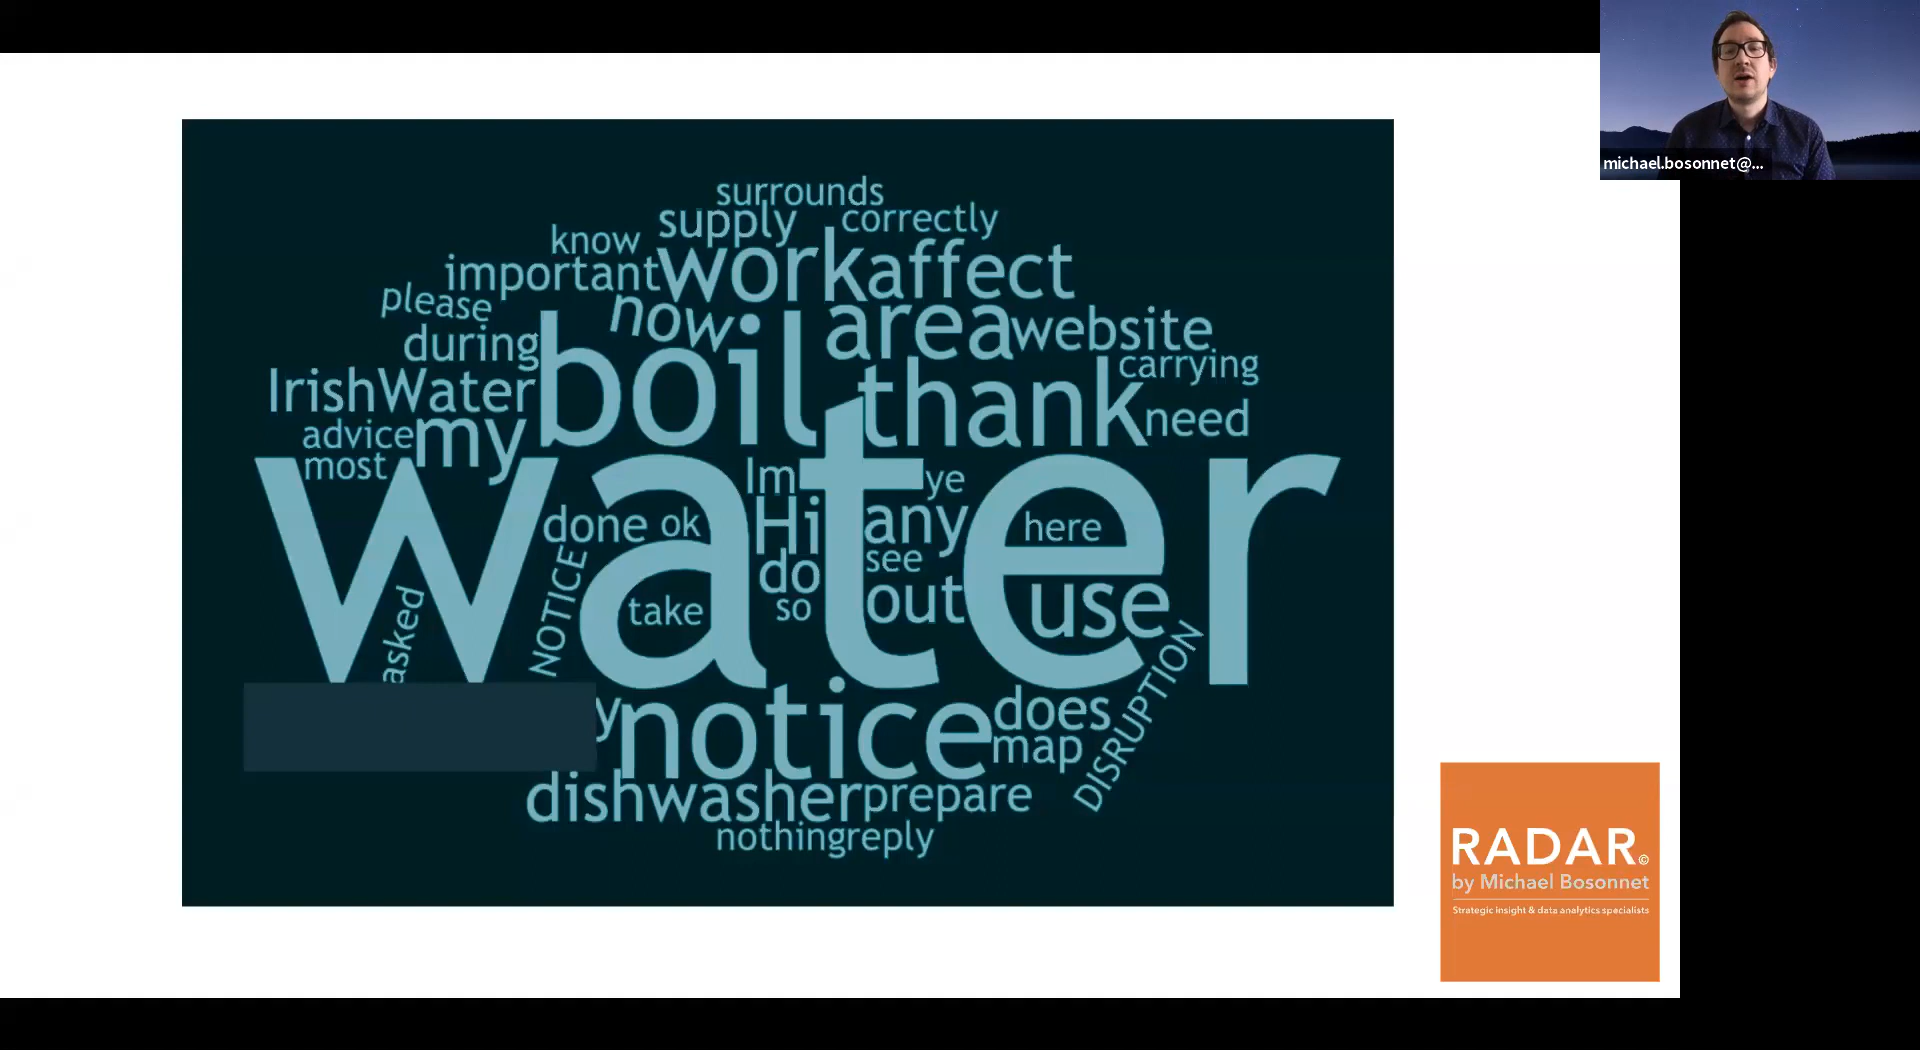 surrounds
supply correctly
know
important work affect
please now area website
during boil carrying
IrishWater thank need
advice my
most
water
Im ye
done ok Hi any here
do see
NOTICE take so out use
asked
DISRUPTION
y notice does
map
dishwasher prepare
nothing reply
michael.bosonnet@...
RADAR©
by Michael Bosonnet
Strategic insight & data analytics specialists